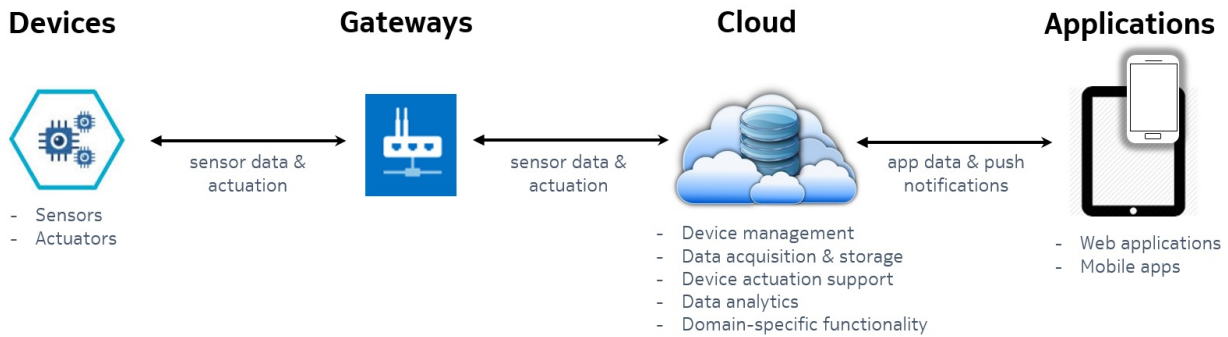 Devices
Gateways
Cloud
Applications
sensor data &
actuation
sensor data &
actuation
app data & push
notifications
- Sensors
- Actuators
- Device management
- Data acquisition & storage
- Device actuation support
- Data analytics
- Domain-specific functionality
- Web applications
- Mobile apps